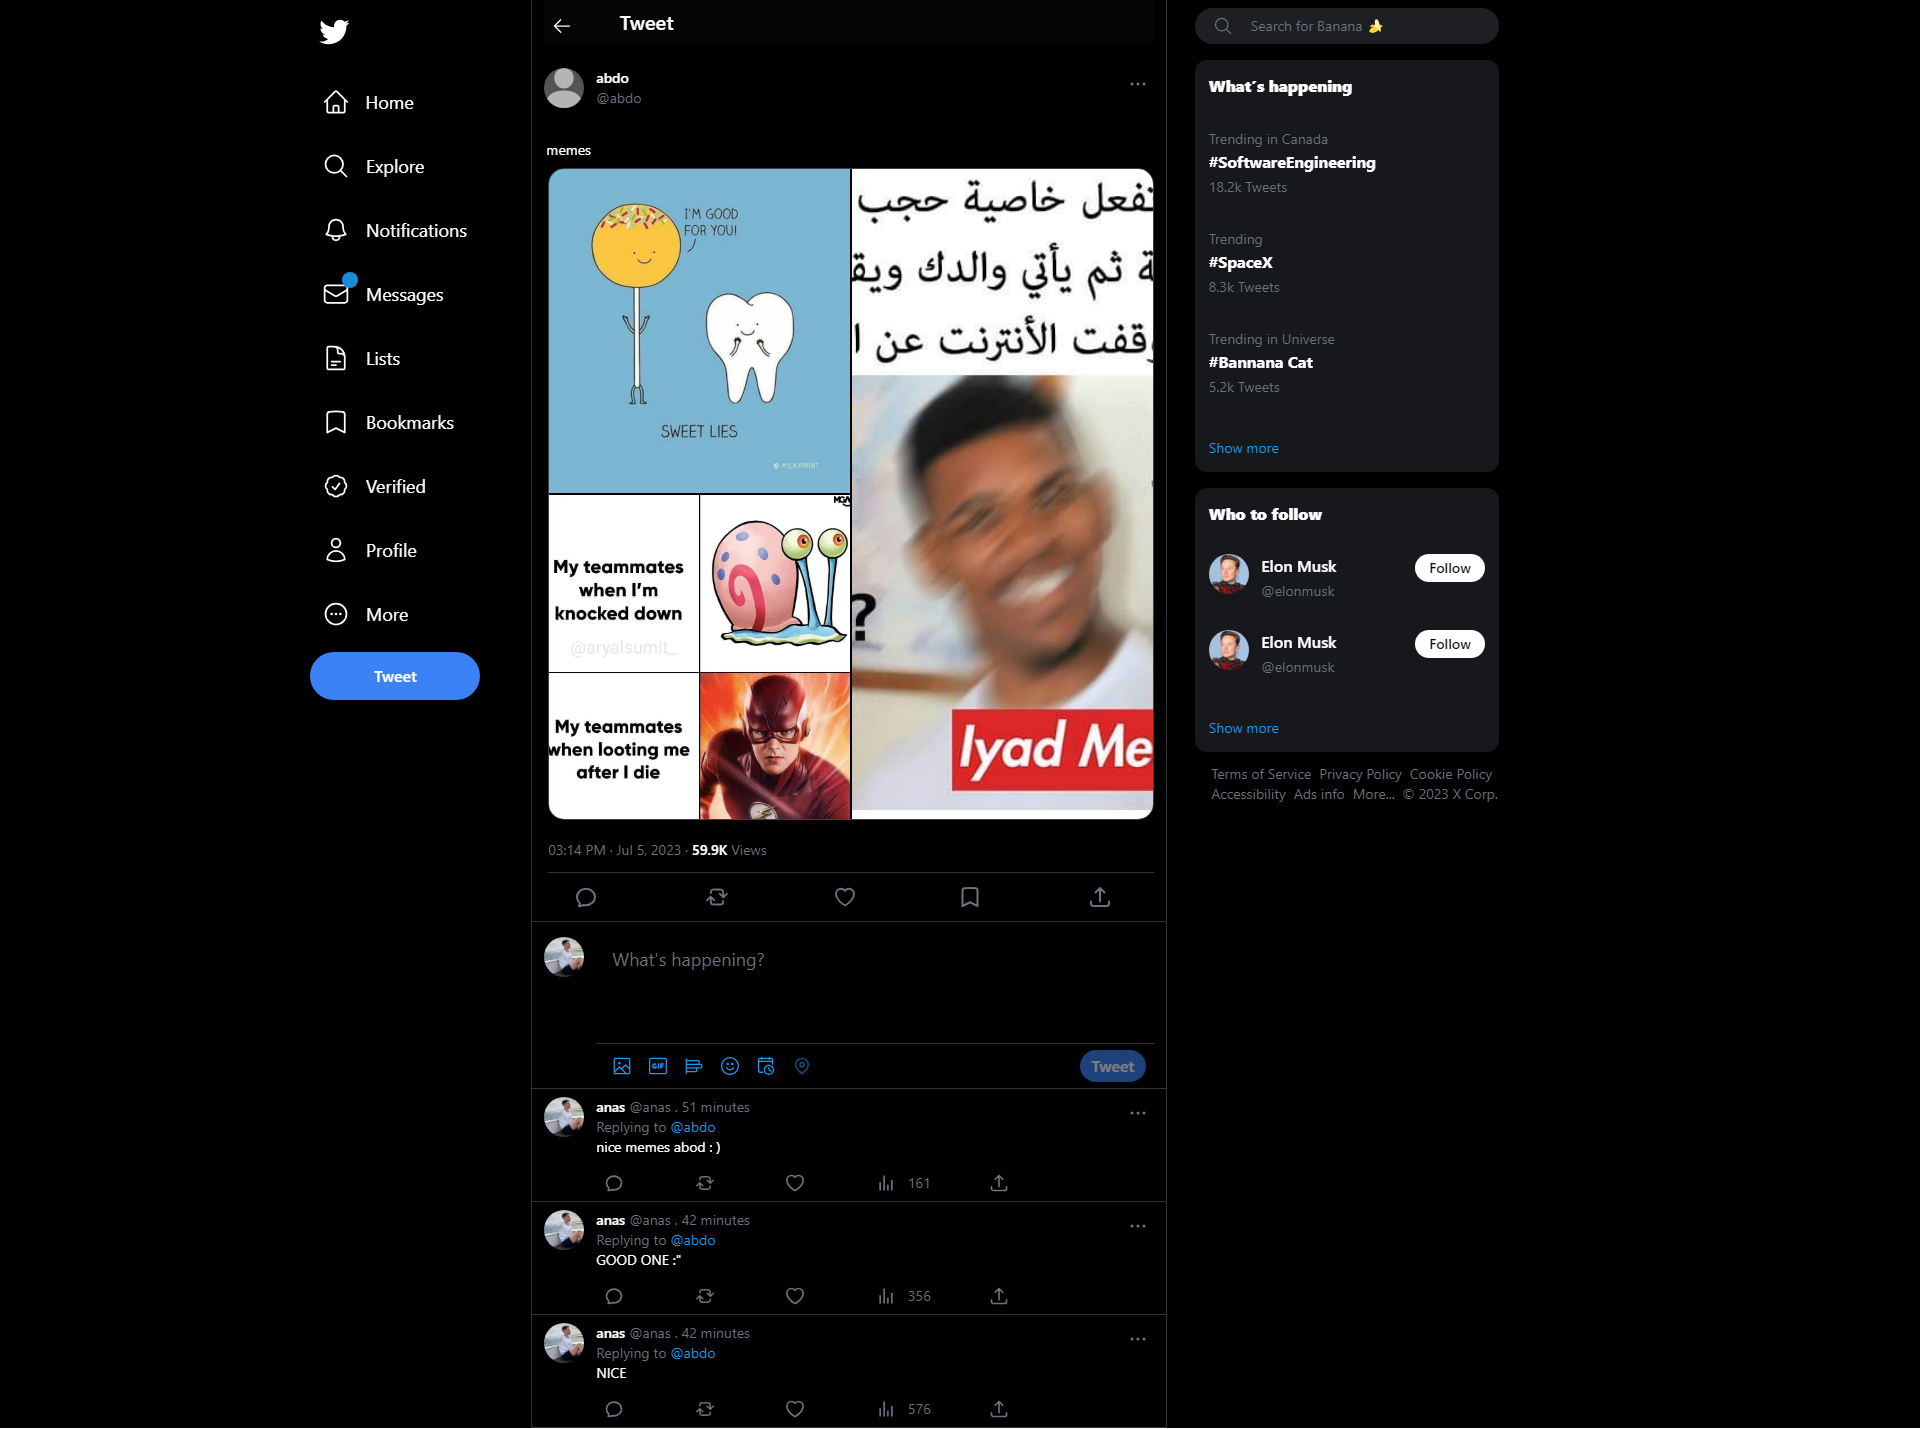 Tweet
Search for Banana 🍌
Home
Explore
Notifications
Messages
Lists
Bookmarks
Verified
Profile
More
Tweet
abdo
@abdo
memes
I'M GOOD
FOR YOU!
SWEET LIES
© MILKYPRINT
My teammates
when I'm
knocked down
@aryalsumit_
MGA
My teammates
when looting me
after I die
تفعل خاصية حجب
ة ثم يأتي والدك ويق
وقفت الأنترنت عن ا
?
Iyad Me
03:14 PM · Jul 5, 2023 · 59.9K Views
What's happening?
GIF
Tweet
anas @anas . 51 minutes
Replying to @abdo
nice memes abod : )
161
anas @anas . 42 minutes
Replying to @abdo
GOOD ONE :"
356
anas @anas . 42 minutes
Replying to @abdo
NICE
576
What's happening
Trending in Canada
#SoftwareEngineering
18.2k Tweets
Trending
#SpaceX
8.3k Tweets
Trending in Universe
#Bannana Cat
5.2k Tweets
Show more
Who to follow
Elon Musk
@elonmusk
Follow
Elon Musk
@elonmusk
Follow
Show more
Terms of Service Privacy Policy Cookie Policy
Accessibility Ads info More... © 2023 X Corp.